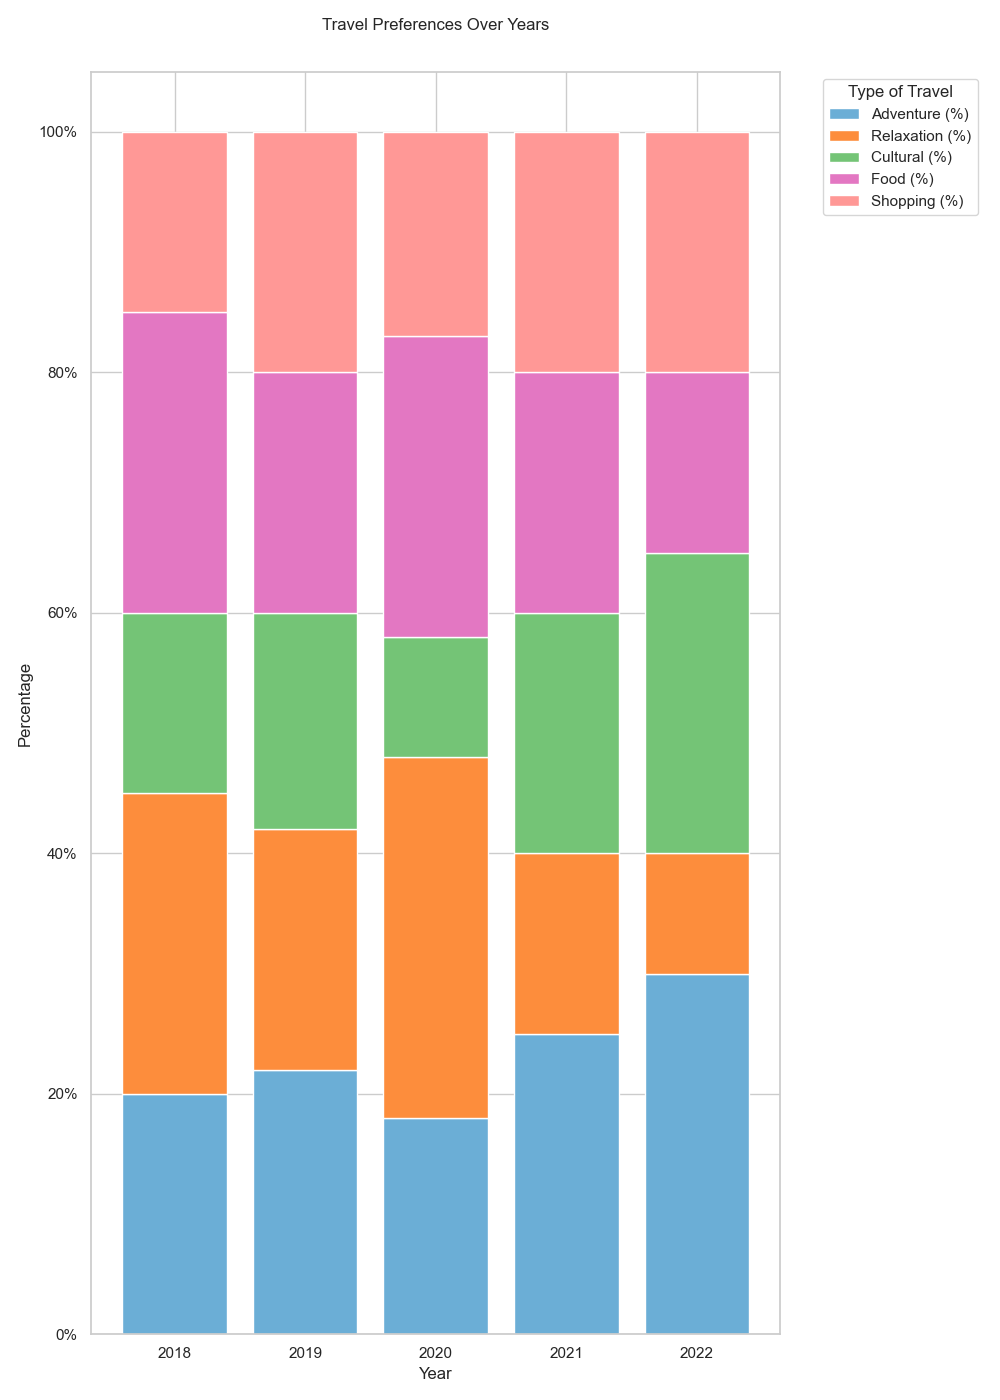 Travel Preferences Over Years
Type of Travel
Adventure (%)
Relaxation (%)
Cultural (%)
Food (%)
Shopping (%)
100%
80%
60%
40%
20%
0%
Percentage
2018 2019 2020 2021 2022
Year